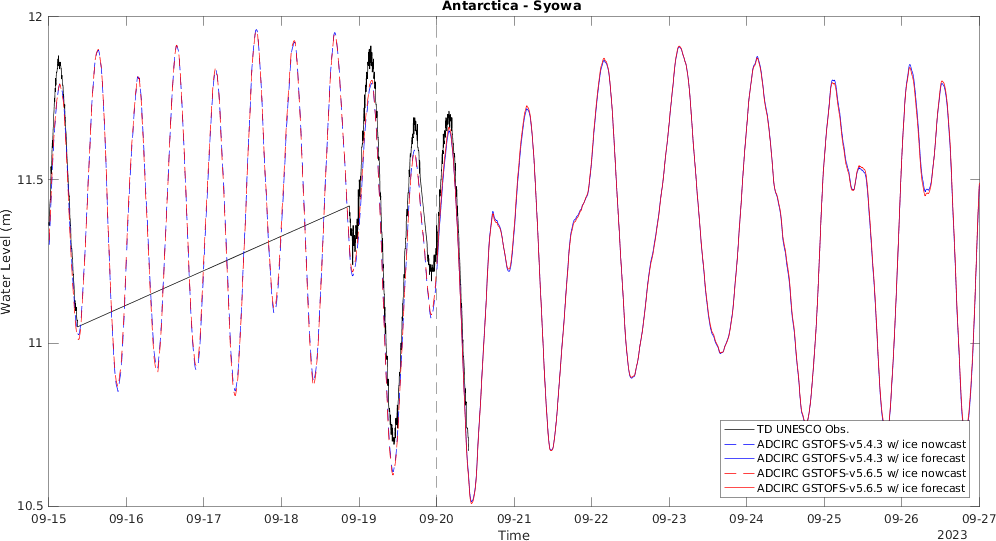 Antarctica - Syowa
12
11.5
11
10.5
Water Level (m)
09-15 09-16 09-17 09-18 09-19 09-20 09-21 09-22 09-23 09-24 09-25 09-26 09-27
Time
2023
TD UNESCO Obs.
ADCIRC GSTOFS-v5.4.3 w/ ice nowcast
ADCIRC GSTOFS-v5.4.3 w/ ice forecast
ADCIRC GSTOFS-v5.6.5 w/ ice nowcast
ADCIRC GSTOFS-v5.6.5 w/ ice forecast